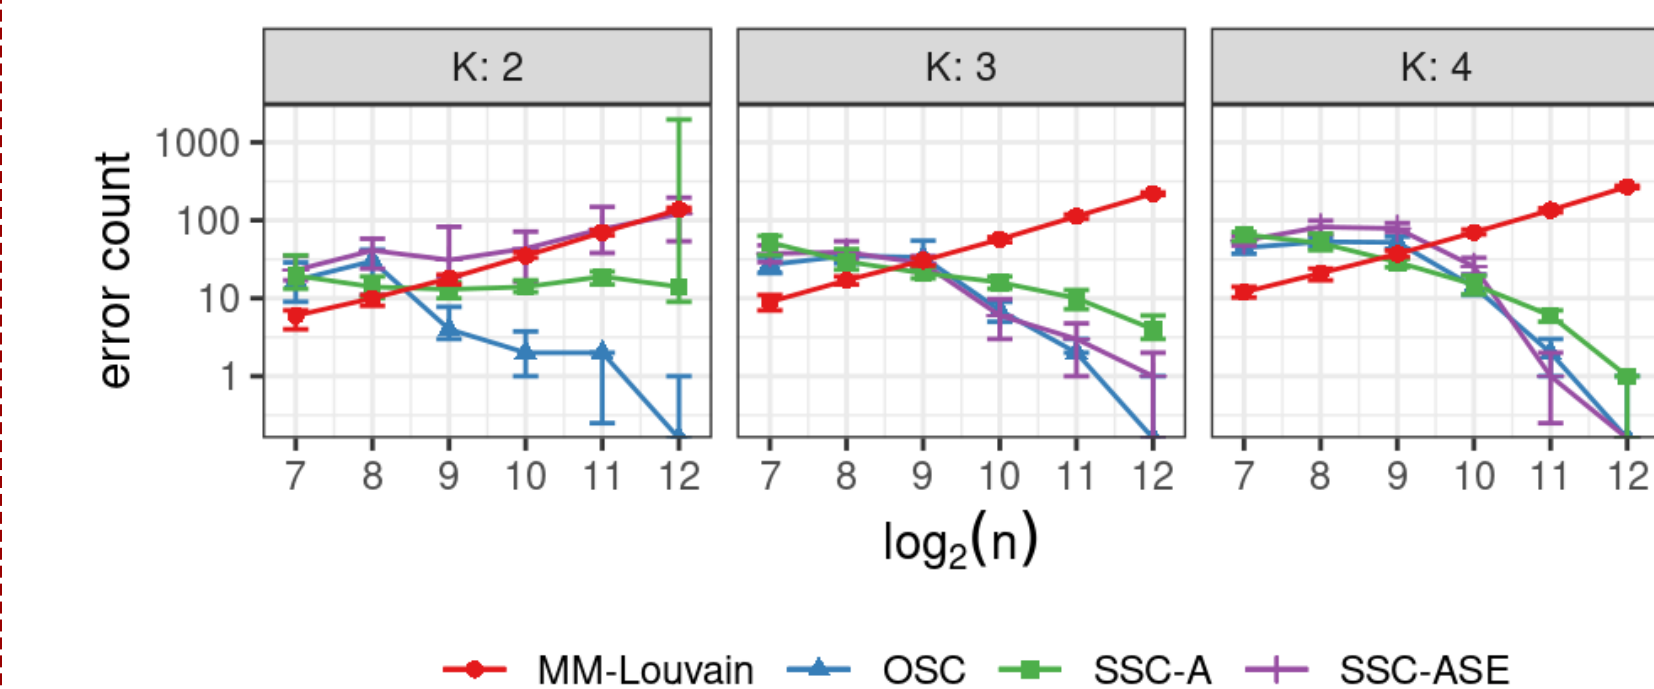 K: 2 K: 3 K: 4
1000
100
10
1
error count
7 8 9 10 11 12 7 8 9 10 11 12 7 8 9 10 11 12
log₂(n)
MM-Louvain OSC SSC-A SSC-ASE